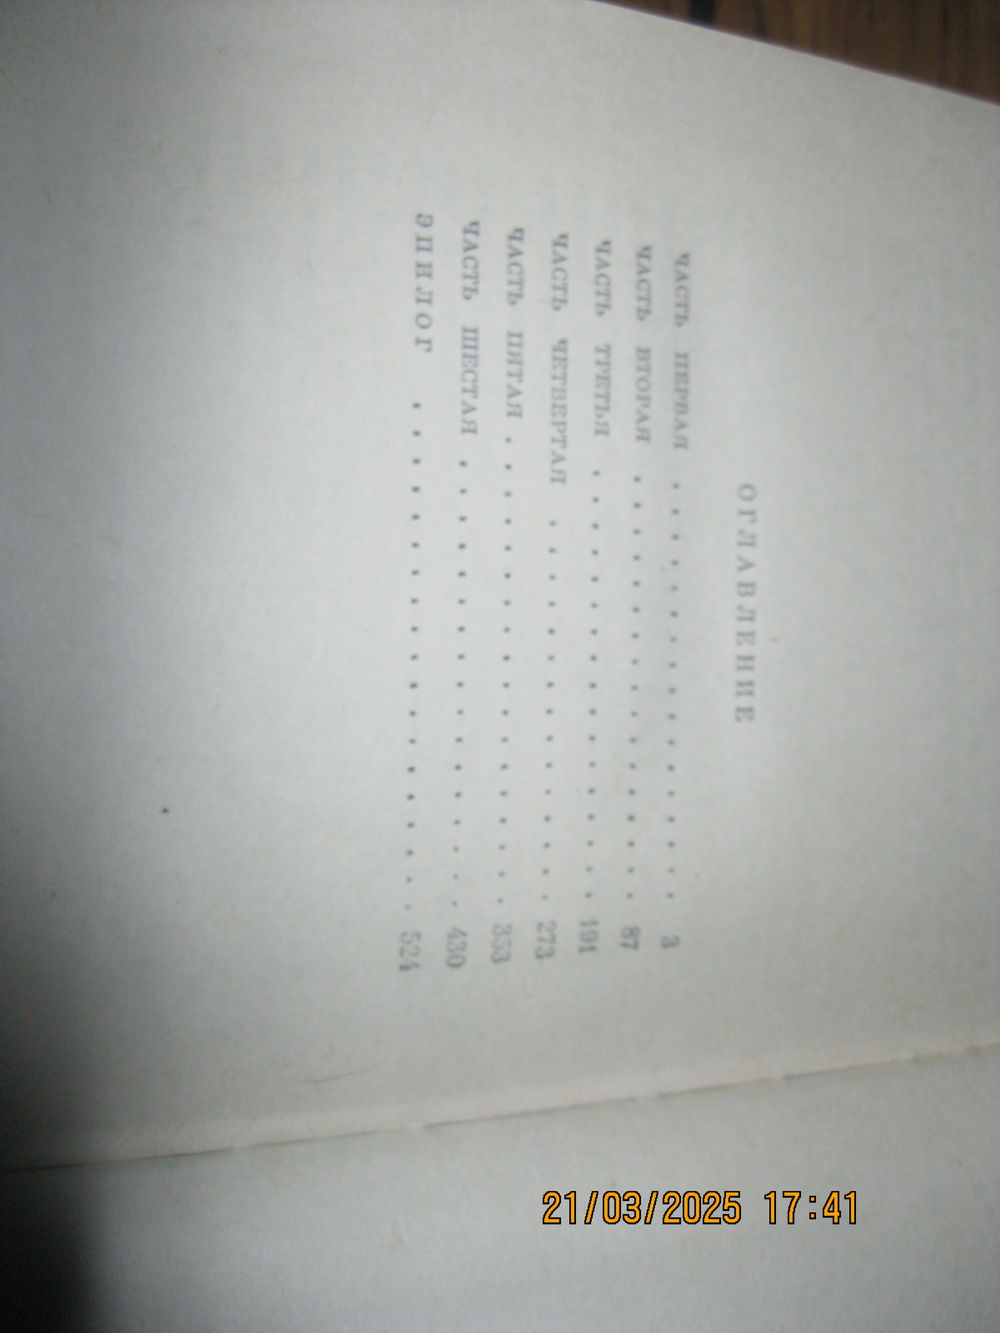 ОГЛАВЛЕНИЕ
ЧАСТЬ ПЕРВАЯ . . . . . . . . . . . . . . . . . 3
ЧАСТЬ ВТОРАЯ . . . . . . . . . . . . . . . . . 87
ЧАСТЬ ТРЕТЬЯ . . . . . . . . . . . . . . . . . 191
ЧАСТЬ ЧЕТВЕРТАЯ . . . . . . . . . . . . . . . 273
ЧАСТЬ ПЯТАЯ . . . . . . . . . . . . . . . . . . 353
ЧАСТЬ ШЕСТАЯ . . . . . . . . . . . . . . . . . 430
ЭПИЛОГ . . . . . . . . . . . . . . . . . . . 524
21/03/2025 17:41